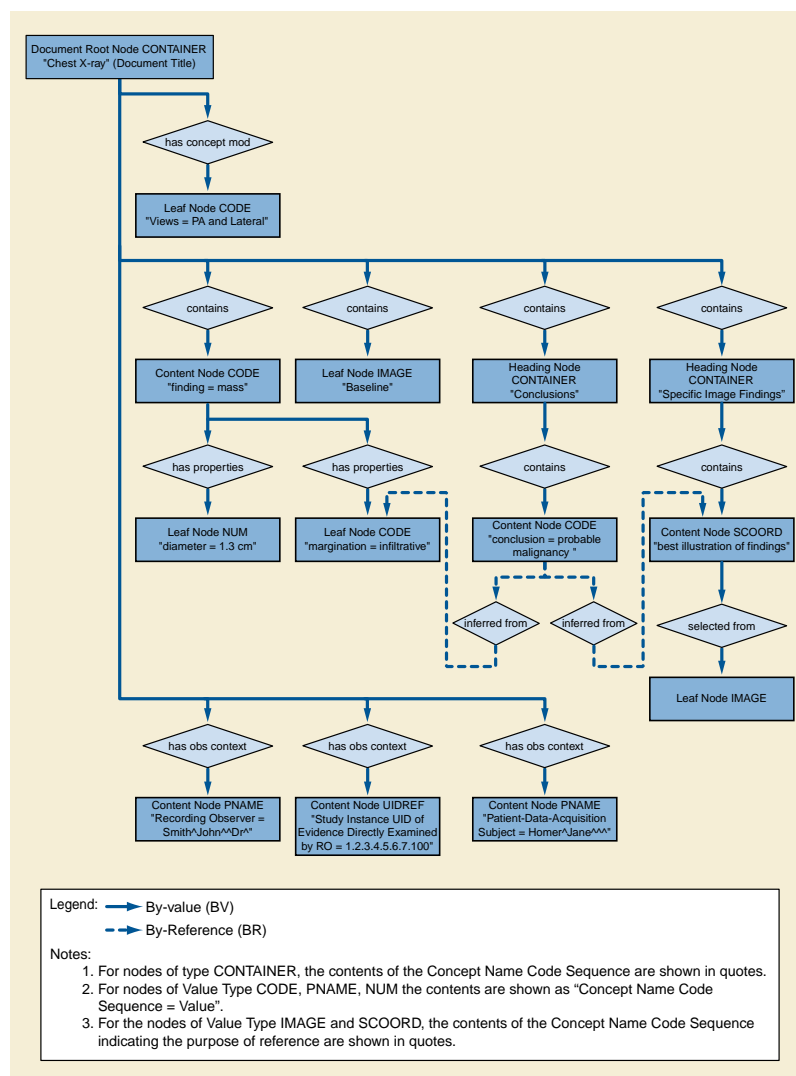 Document Root Node CONTAINER
"Chest X-ray" (Document Title)
has concept mod
Leaf Node CODE
"Views = PA and Lateral"
contains
contains
contains
contains
Content Node CODE
"finding = mass"
Leaf Node IMAGE
"Baseline"
Heading Node
CONTAINER
"Conclusions"
Heading Node
CONTAINER
"Specific Image Findings"
has properties
has properties
contains
contains
Leaf Node NUM
"diameter = 1.3 cm"
Leaf Node CODE
"margination = infiltrative"
Content Node CODE
"conclusion = probable
malignancy "
Content Node SCOORD
"best illustration of findings"
inferred from
inferred from
selected from
Leaf Node IMAGE
has obs context
has obs context
has obs context
Content Node PNAME
"Recording Observer =
Smith^John^^Dr^"
Content Node UIDREF
"Study Instance UID of
Evidence Directly Examined
by RO = 1.2.3.4.5.6.7.100"
Content Node PNAME
"Patient-Data-Acquisition
Subject = Homer^Jane^^^"
Legend: By-value (BV)
By-Reference (BR)
Notes:
1. For nodes of type CONTAINER, the contents of the Concept Name Code Sequence are shown in quotes.
2. For nodes of Value Type CODE, PNAME, NUM the contents are shown as “Concept Name Code
Sequence = Value”.
3. For the nodes of Value Type IMAGE and SCOORD, the contents of the Concept Name Code Sequence
indicating the purpose of reference are shown in quotes.